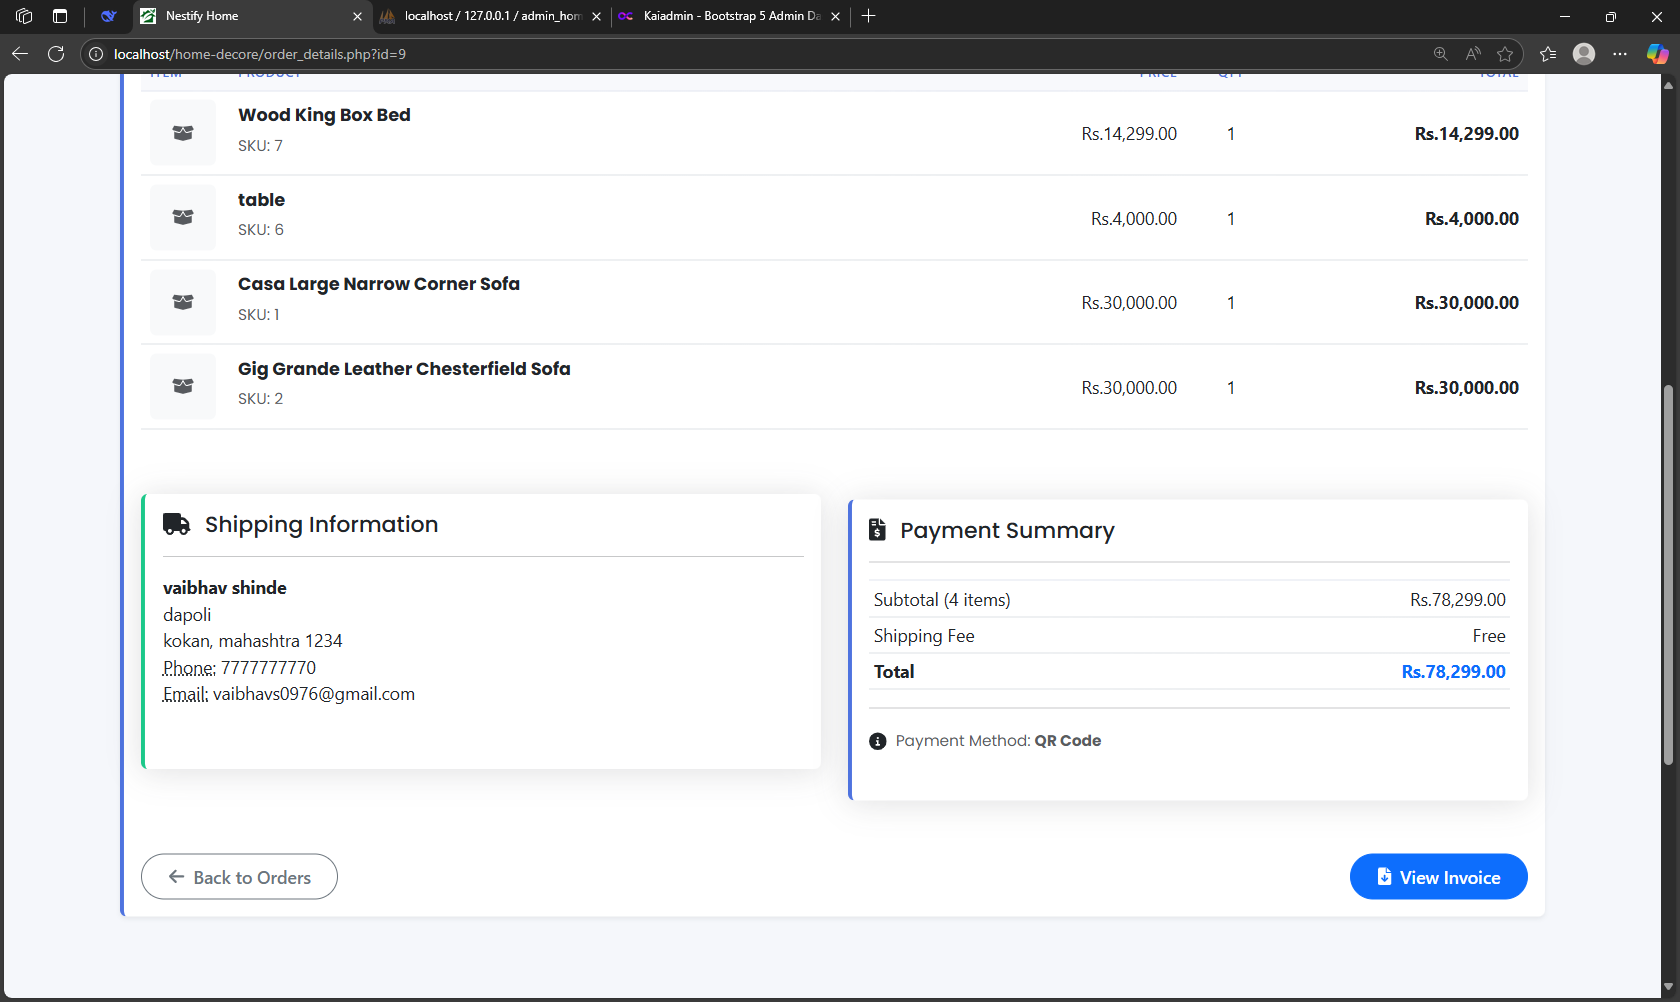 Nestify Home
localhost / 127.0.0.1 / admin_hom
Kaiadmin - Bootstrap 5 Admin Da
localhost/home-decore/order_details.php?id=9
ITEM PRODUCT PRICE QTY TOTAL
Wood King Box Bed
SKU: 7
Rs.14,299.00 1 Rs.14,299.00
table
SKU: 6
Rs.4,000.00 1 Rs.4,000.00
Casa Large Narrow Corner Sofa
SKU: 1
Rs.30,000.00 1 Rs.30,000.00
Gig Grande Leather Chesterfield Sofa
SKU: 2
Rs.30,000.00 1 Rs.30,000.00
Shipping Information
vaibhav shinde
dapoli
kokan, mahashtra 1234
Phone: 7777777770
Email: vaibhavs0976@gmail.com
Payment Summary
Subtotal (4 items) Rs.78,299.00
Shipping Fee Free
Total Rs.78,299.00
Payment Method: QR Code
Back to Orders
View Invoice